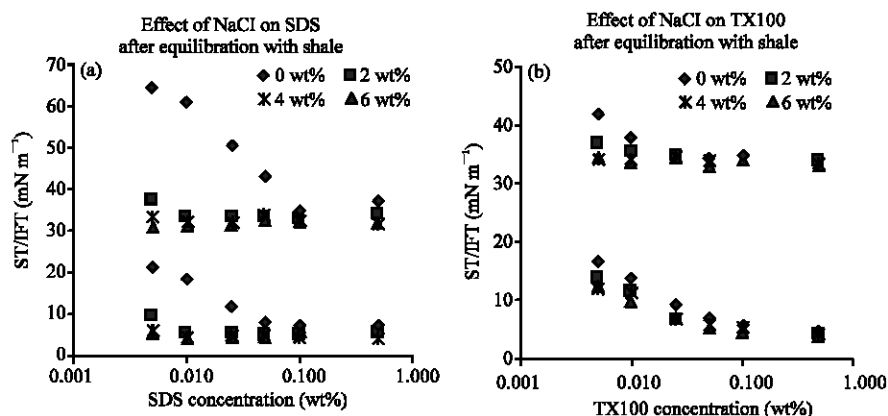 Effect of NaCI on SDS
after equilibration with shale
(a)
0 wt% 2 wt%
4 wt% 6 wt%
70
60
50
40
30
20
10
0
ST/IFT (mN m⁻¹)
0.001 0.010 0.100 1.000
SDS concentration (wt%)
Effect of NaCI on TX100
after equilibration with shale
(b)
0 wt% 2 wt%
4 wt% 6 wt%
50
40
30
20
10
0
ST/IFT (mN m⁻¹)
0.001 0.010 0.100 1.000
TX100 concentration (wt%)